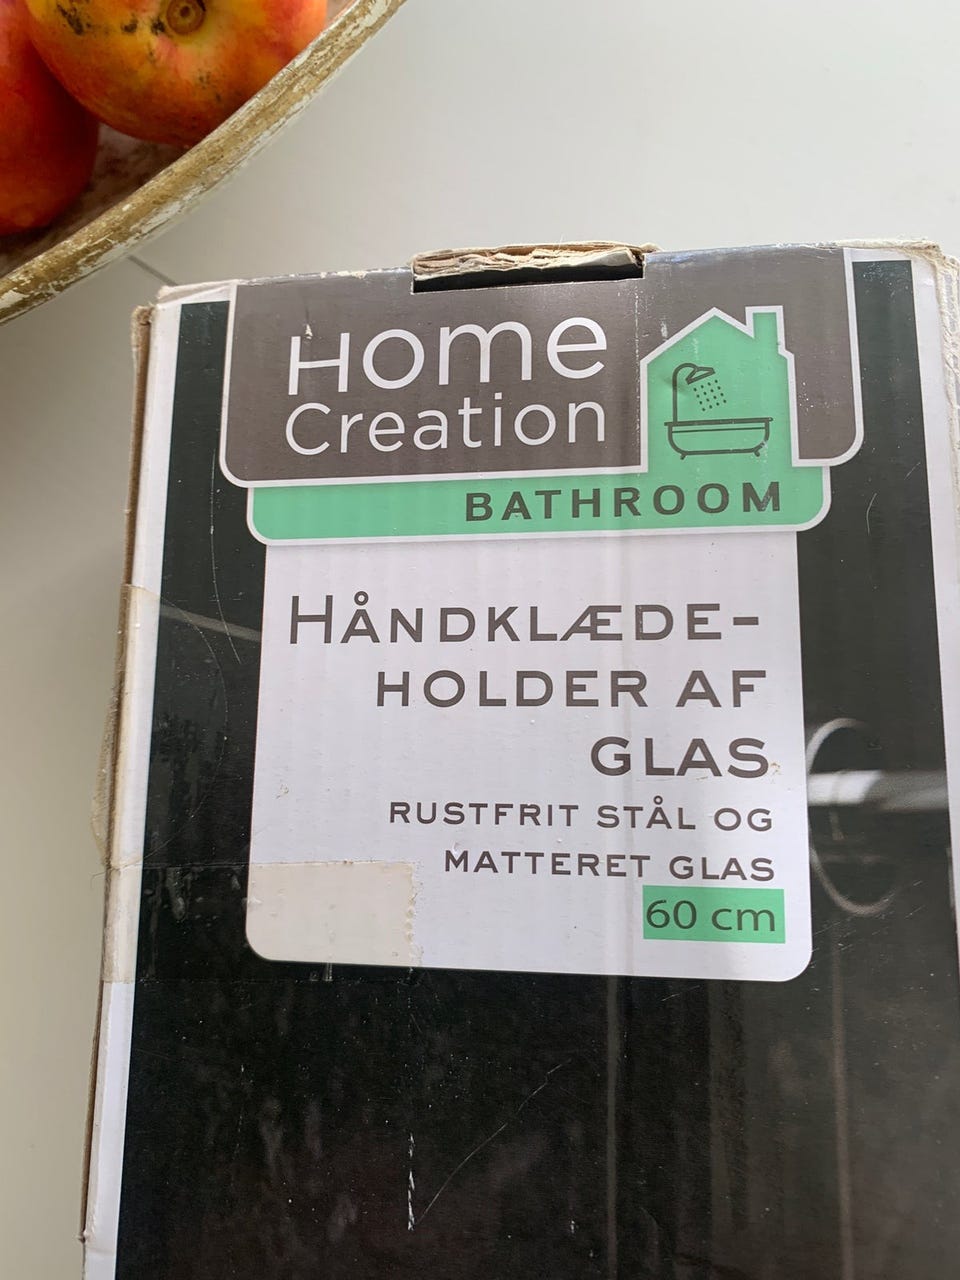 Home
Creation
BATHROOM
HÅNDKLÆDE-
HOLDER AF
GLAS
RUSTFRIT STÅL OG
MATTERET GLAS
60 cm